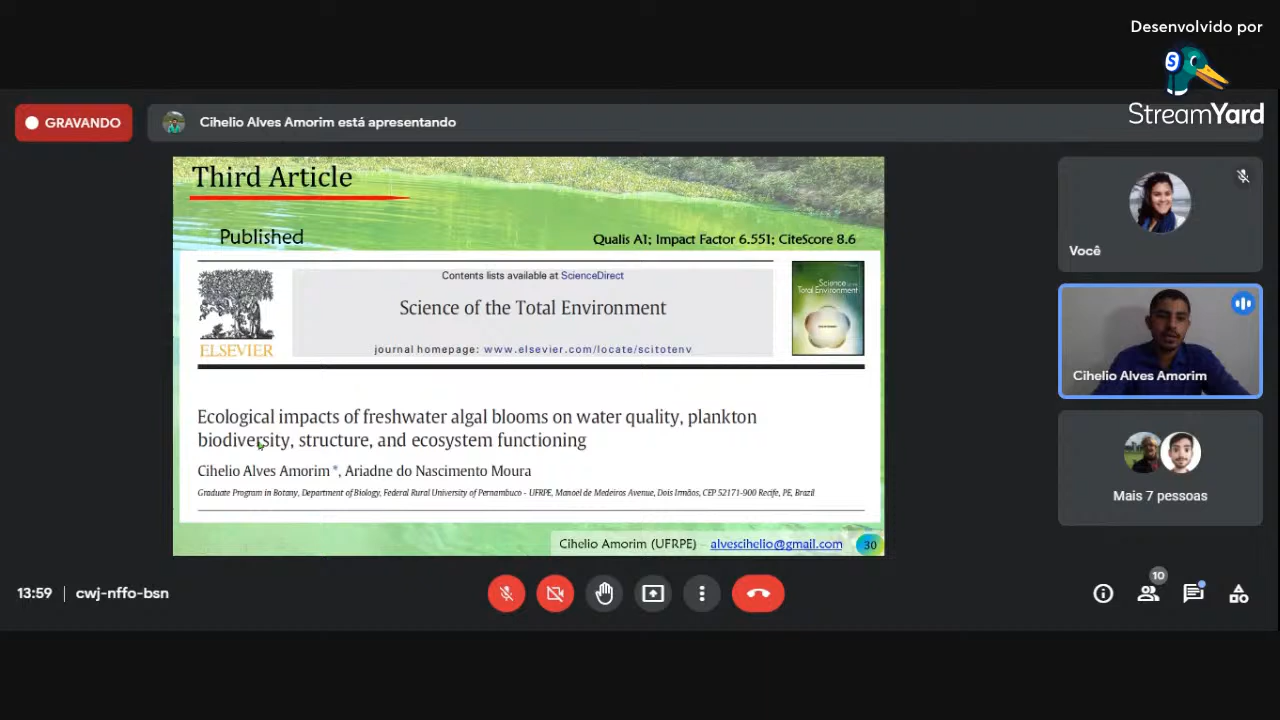 Desenvolvido por
StreamYard
GRAVANDO
Cihelio Alves Amorim está apresentando
Third Article
Published
Qualis A1; Impact Factor 6.551; CiteScore 8.6
Contents lists available at ScienceDirect
Science of the Total Environment
journal homepage: www.elsevier.com/locate/scitotenv
ELSEVIER
Science of the
Total Environment
Ecological impacts of freshwater algal blooms on water quality, plankton
biodiversity, structure, and ecosystem functioning
Cihelio Alves Amorim *, Ariadne do Nascimento Moura
Graduate Program in Botany, Department of Biology, Federal Rural University of Pernambuco - UFRPE, Manoel de Medeiros Avenue, Dois Irmãos, CEP 52171-900 Recife, PE, Brazil
Cihelio Amorim (UFRPE) alvescihelio@gmail.com 30
Você
Cihelio Alves Amorim
Mais 7 pessoas
13:59 | cwj-nffo-bsn
10